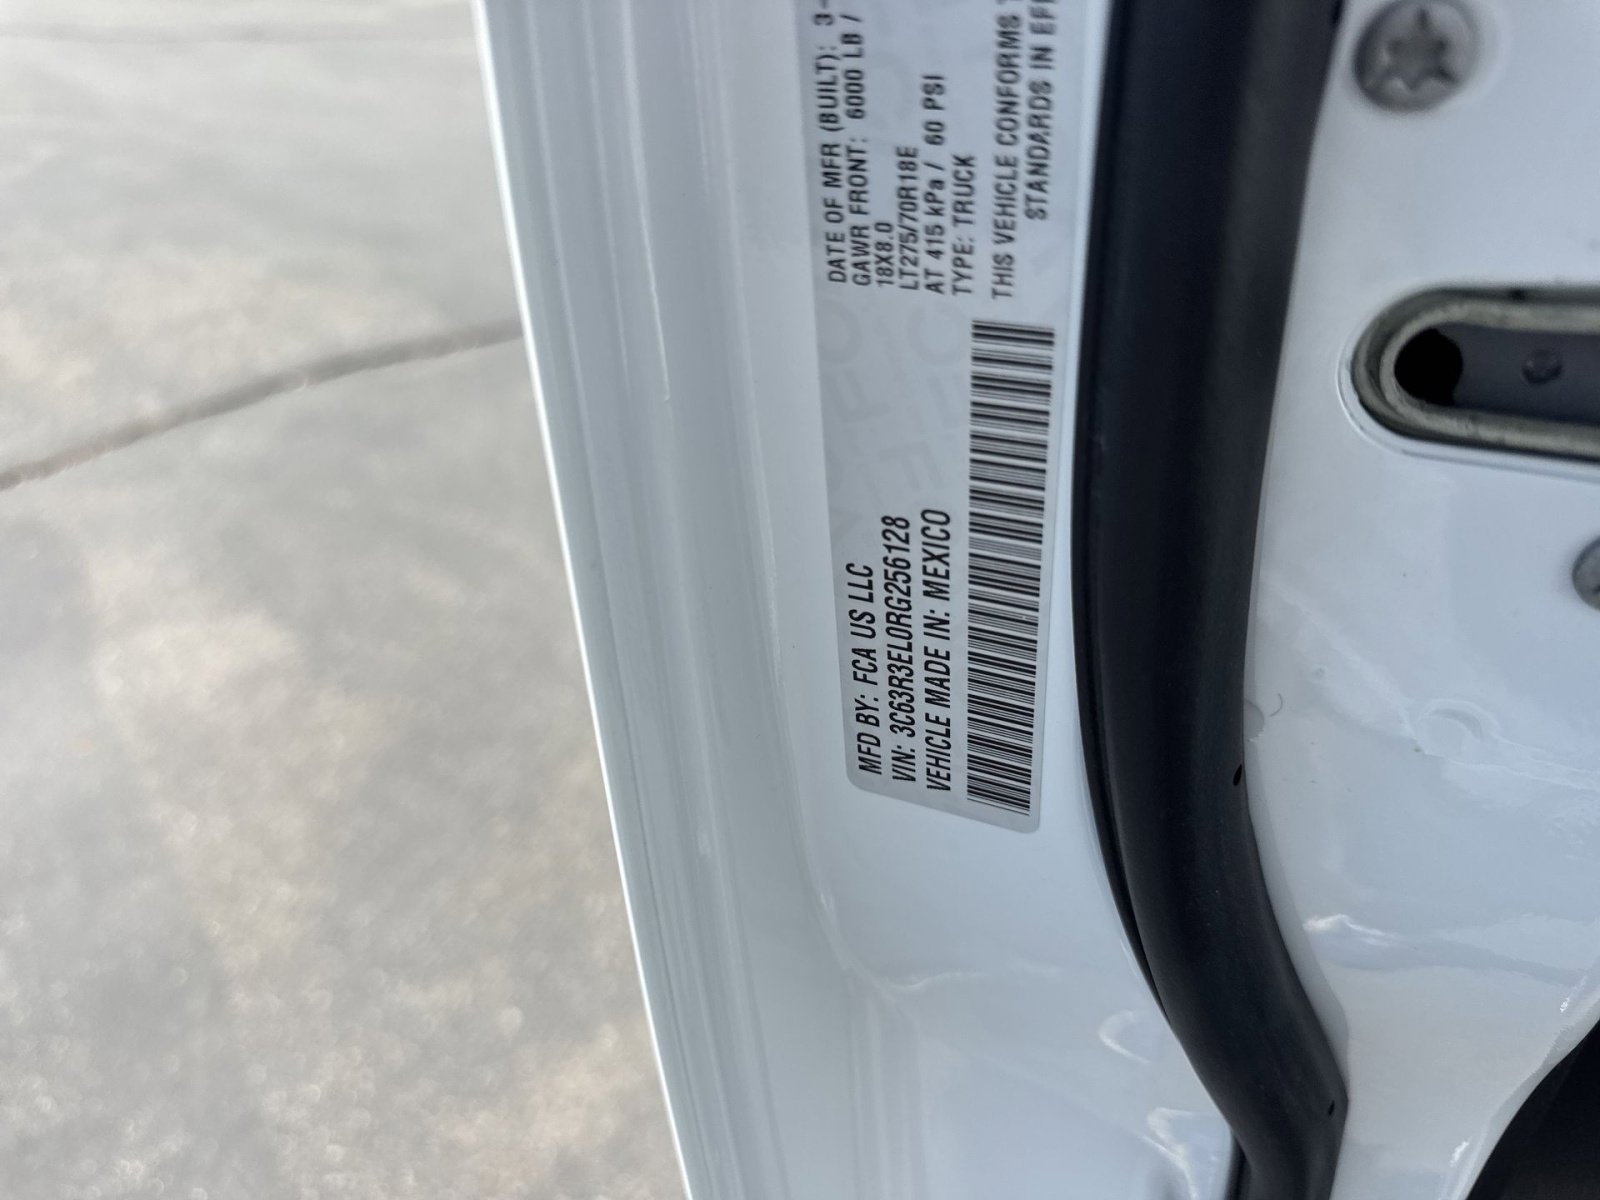 MFD BY: FCA US LLC
VIN: 3C63R3EL0RG256128
VEHICLE MADE IN: MEXICO
DATE OF MFR (BUILT): 3-
GAWR FRONT: 6000 LB /
18X8.0
LT275/70R18E
AT 415 kPa / 60 PSI
TYPE: TRUCK
THIS VEHICLE CONFORMS
STANDARDS IN